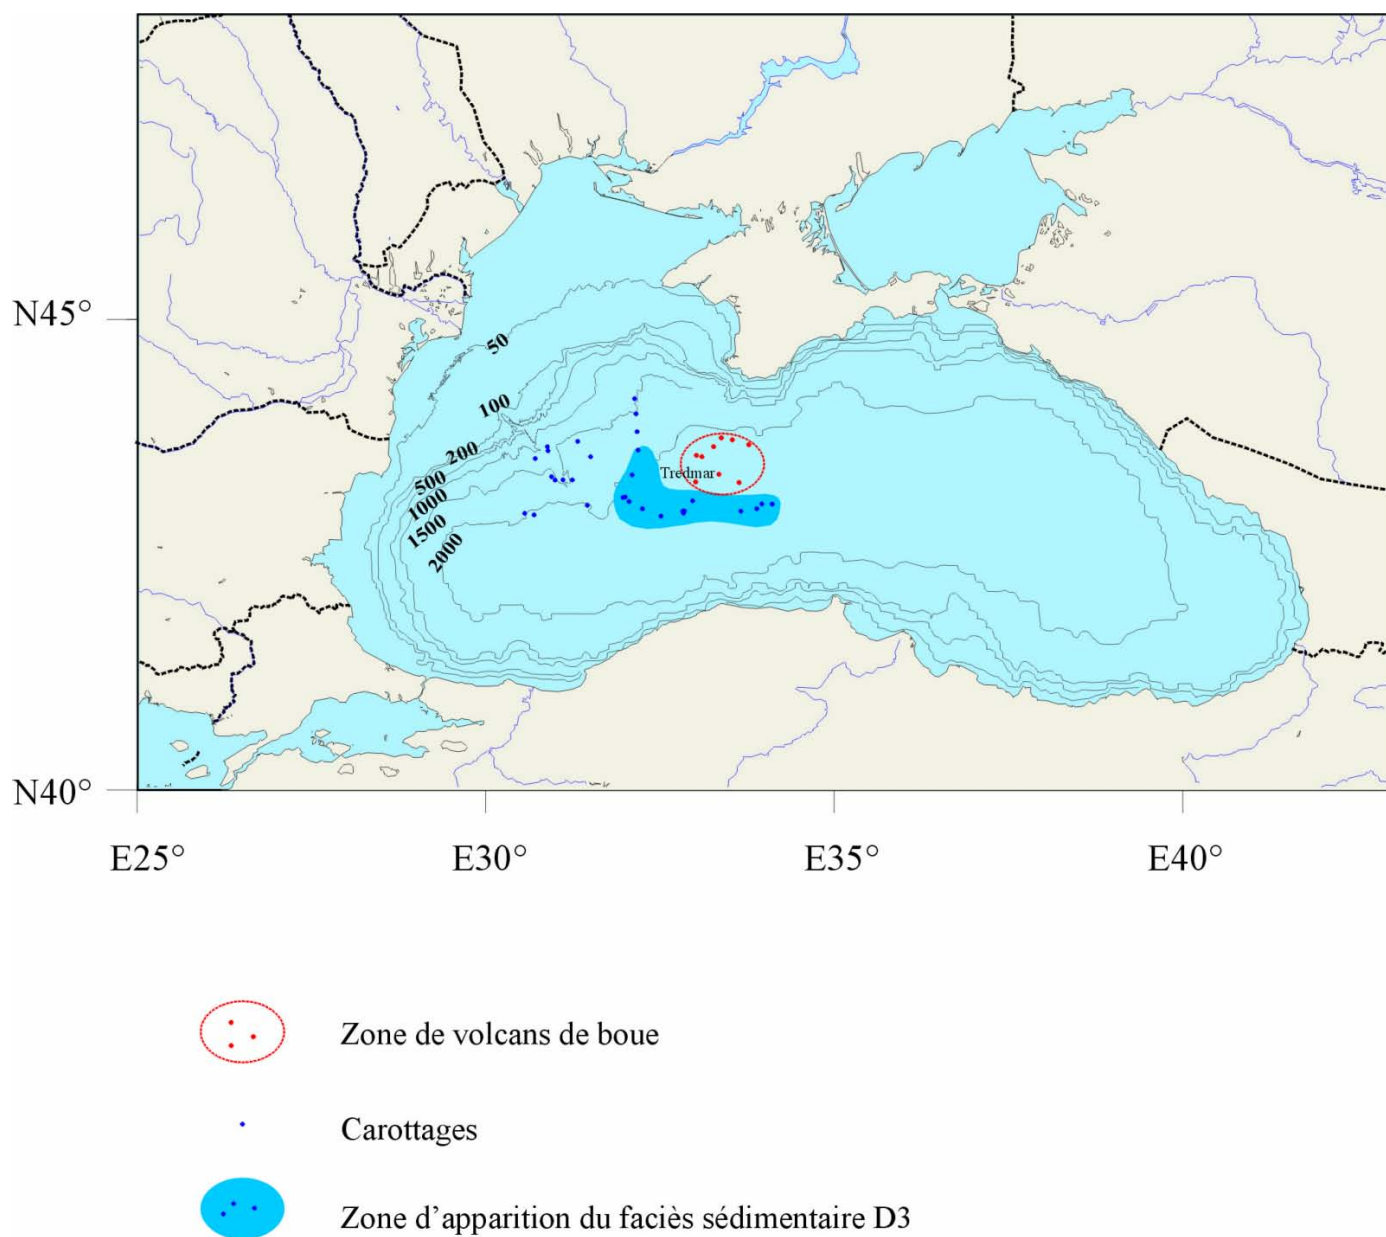 N45°
50
100
200
500
1000
1500
2000
Tredmar
N40°
E25° E30° E35° E40°
Zone de volcans de boue
Carottages
Zone d’apparition du faciès sédimentaire D3